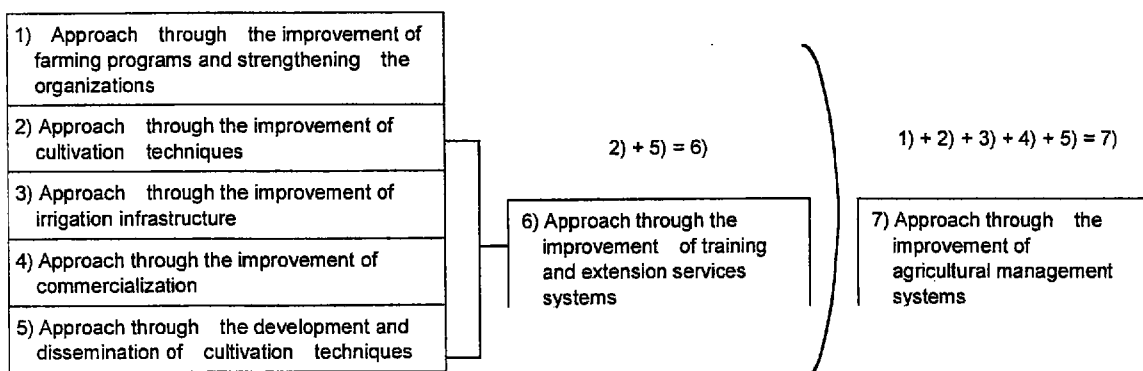 1) Approach through the improvement of
farming programs and strengthening the
organizations
2) Approach through the improvement of
cultivation techniques
3) Approach through the improvement of
irrigation infrastructure
4) Approach through the improvement of
commercialization
5) Approach through the development and
dissemination of cultivation techniques
2) + 5) = 6)
6) Approach through the
improvement of training
and extension services
systems
1) + 2) + 3) + 4) + 5) = 7)
7) Approach through the
improvement of
agricultural management
systems